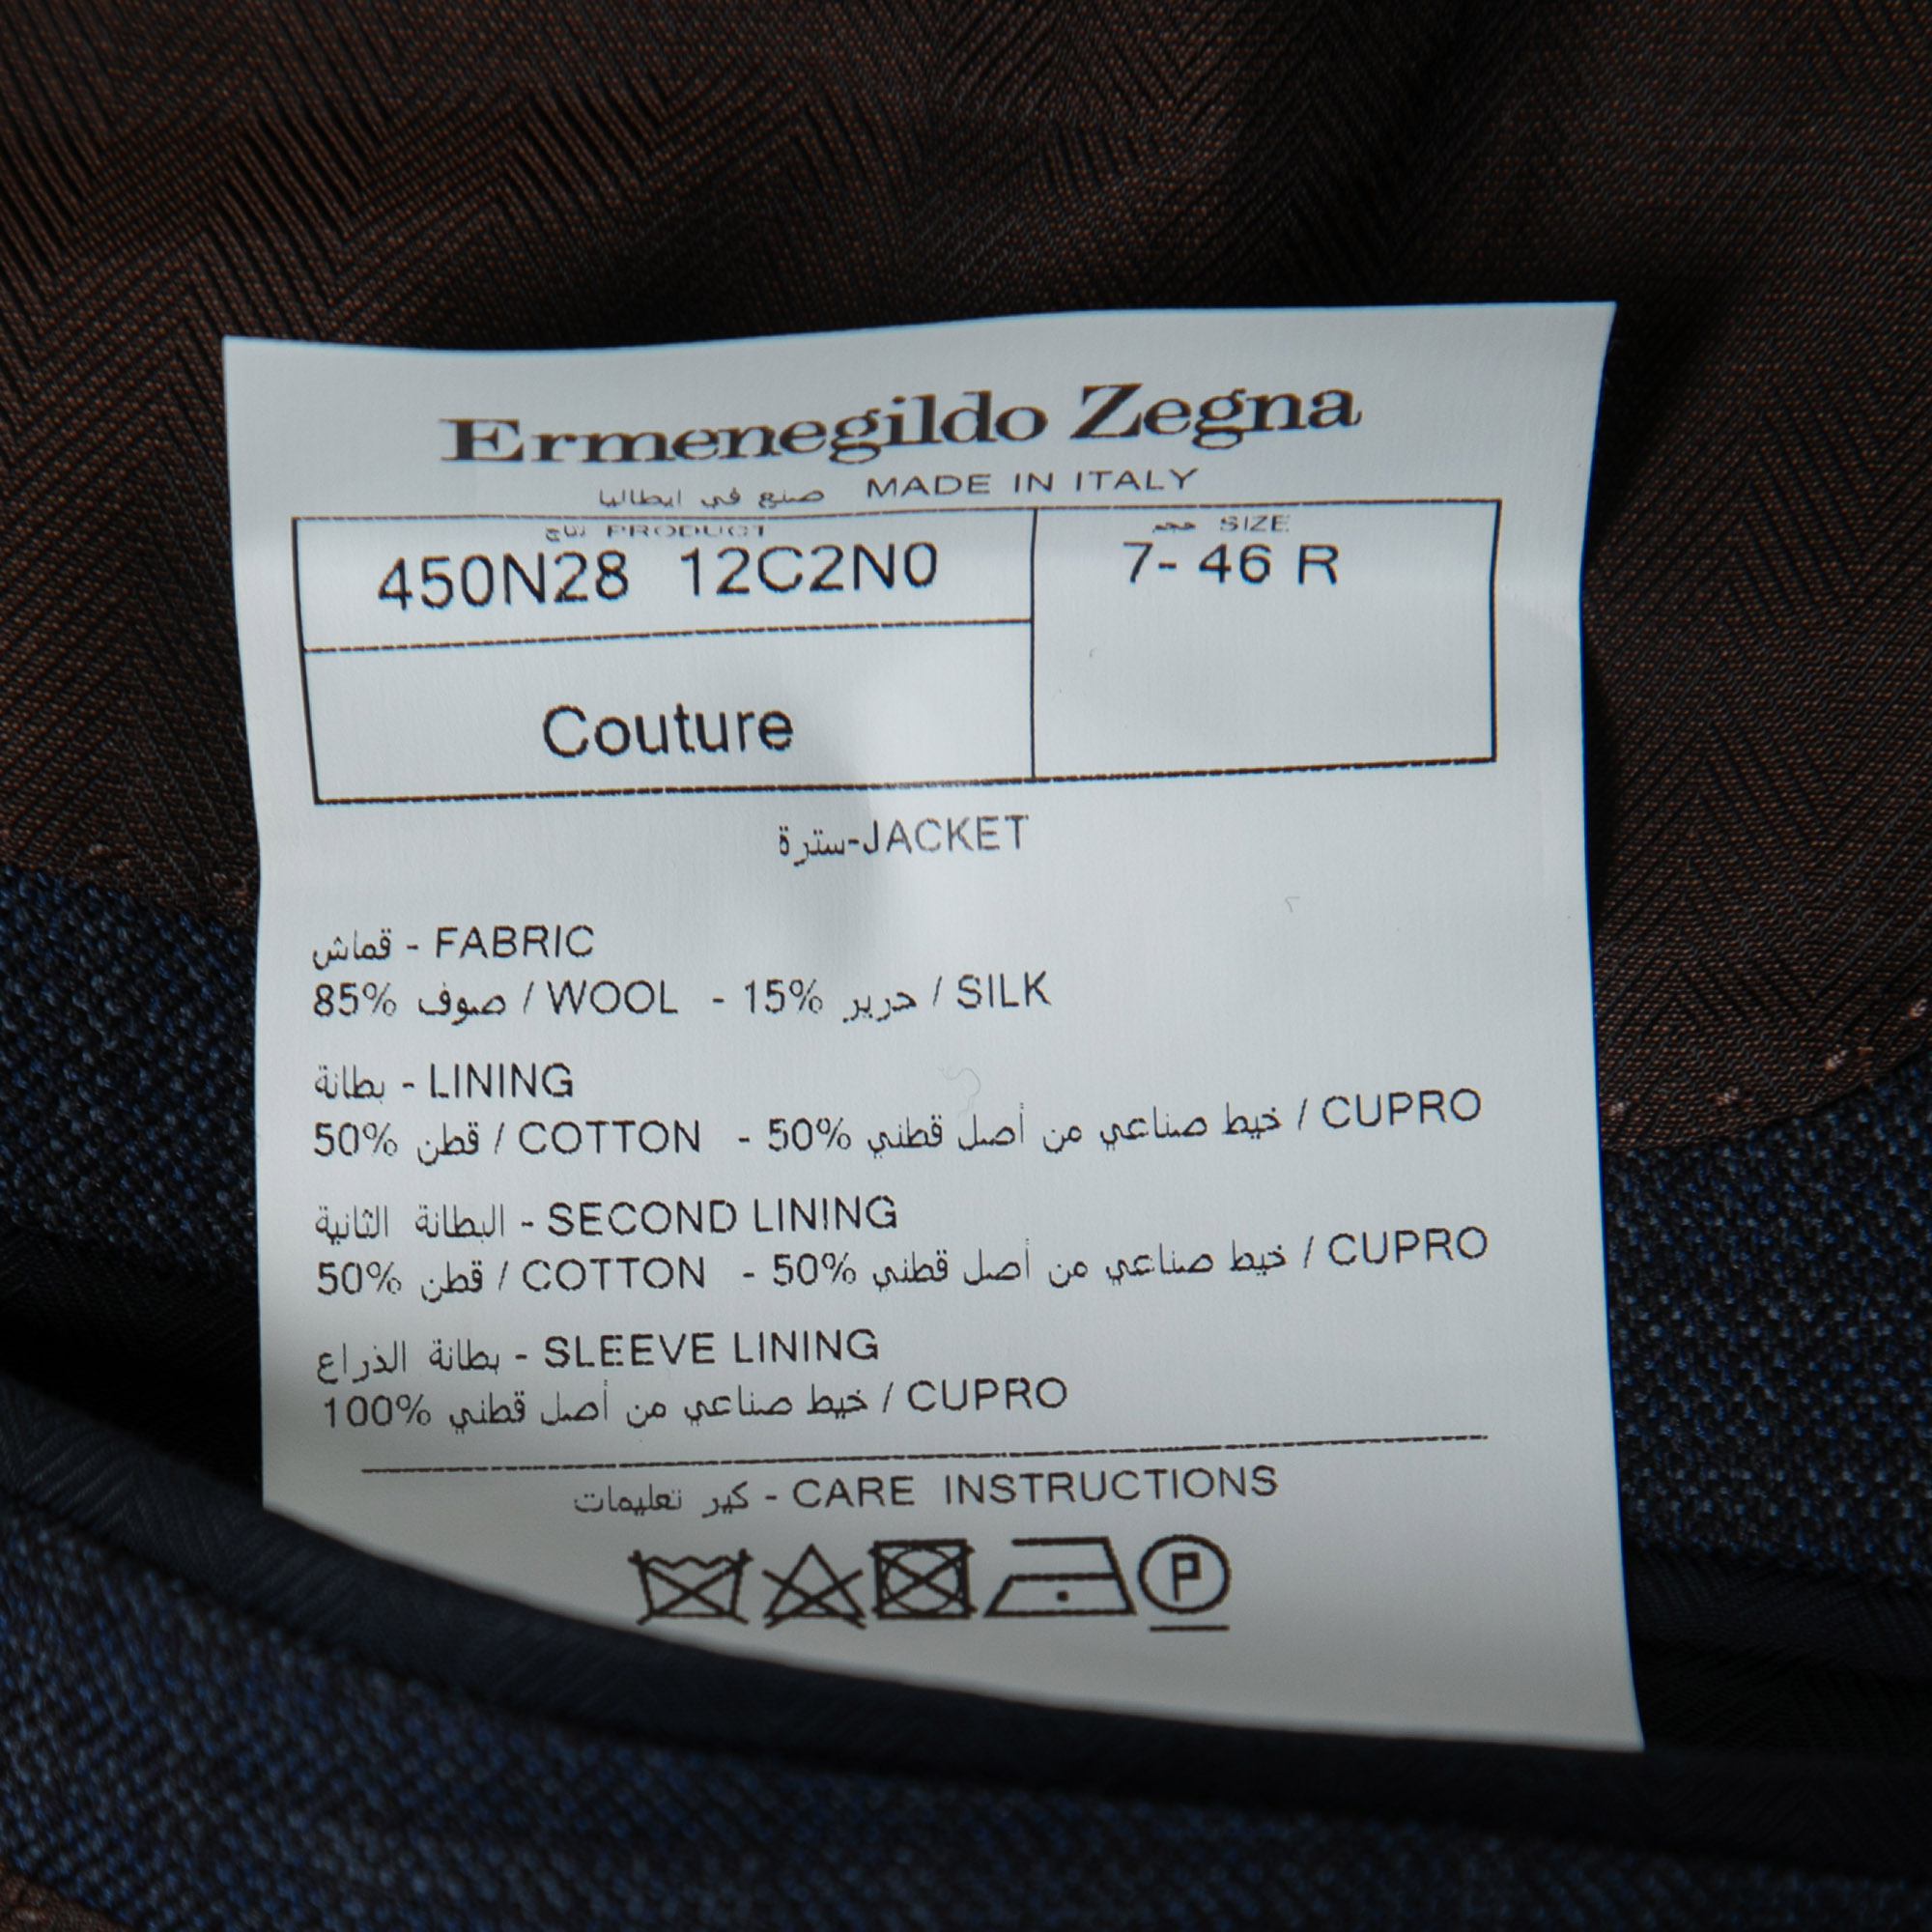 Ermenegildo Zegna
صنع في ايطاليا MADE IN ITALY
نتاج PRODUCT
450N28 12C2N0
حجم SIZE
7- 46 R
Couture
سترة-JACKET
قماش - FABRIC
85% صوف / WOOL - 15% حرير / SILK
بطانة - LINING
50% قطن / COTTON - 50% خيط صناعي من أصل قطني / CUPRO
البطانة الثانية - SECOND LINING
50% قطن / COTTON - 50% خيط صناعي من أصل قطني / CUPRO
بطانة الذراع - SLEEVE LINING
100% خيط صناعي من أصل قطني / CUPRO
كير تعليمات - CARE INSTRUCTIONS
P